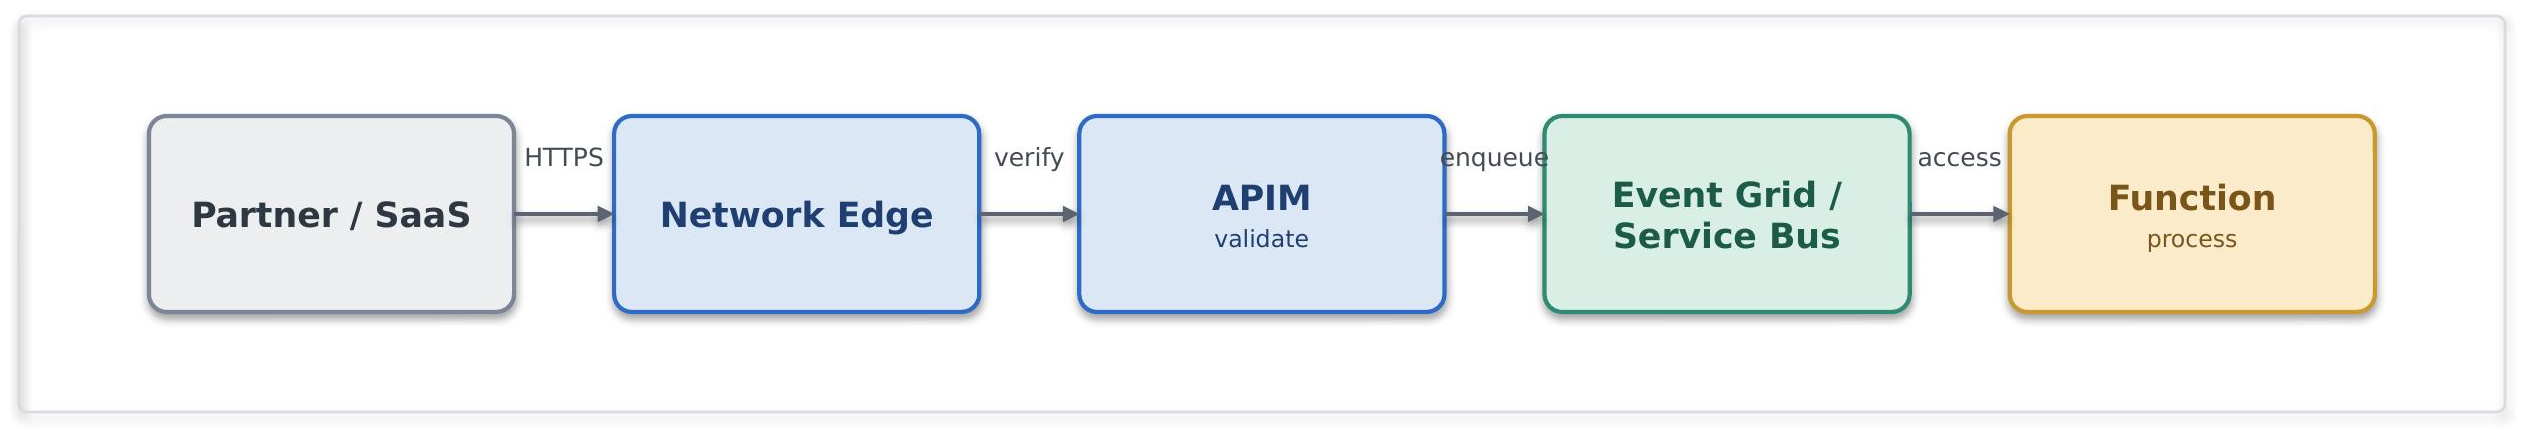 Partner / SaaS
HTTPS
Network Edge
verify
APIM
validate
enqueue
Event Grid /
Service Bus
access
Function
process